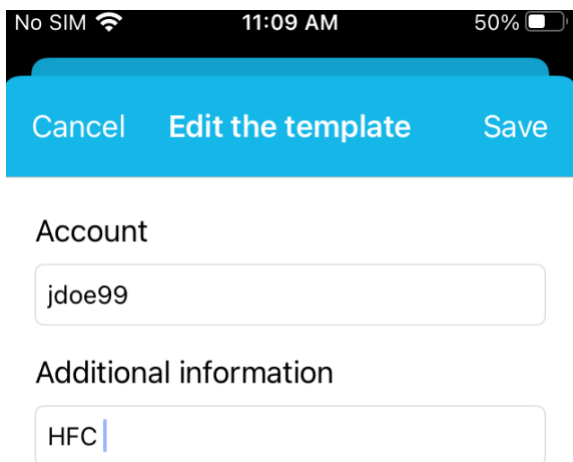 No SIM 11:09 AM 50%
Cancel Edit the template Save
Account
jdoe99
Additional information
HFC